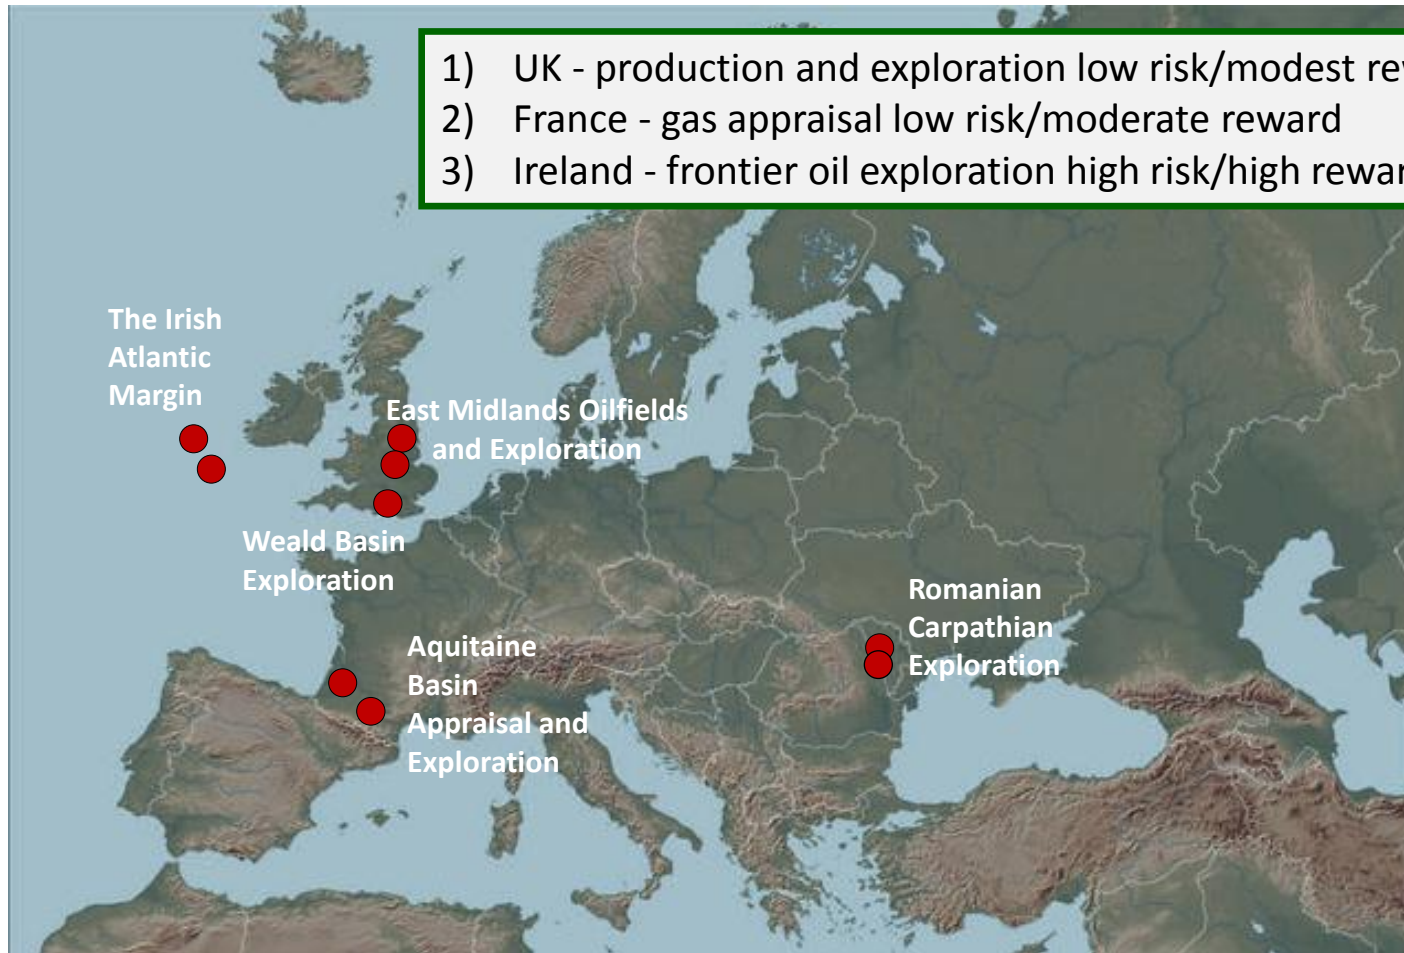 1) UK - production and exploration low risk/modest re
2) France - gas appraisal low risk/moderate reward
3) Ireland - frontier oil exploration high risk/high rewar
The Irish
Atlantic
Margin
East Midlands Oilfields
and Exploration
Weald Basin
Exploration
Romanian
Carpathian
Exploration
Aquitaine
Basin
Appraisal and
Exploration